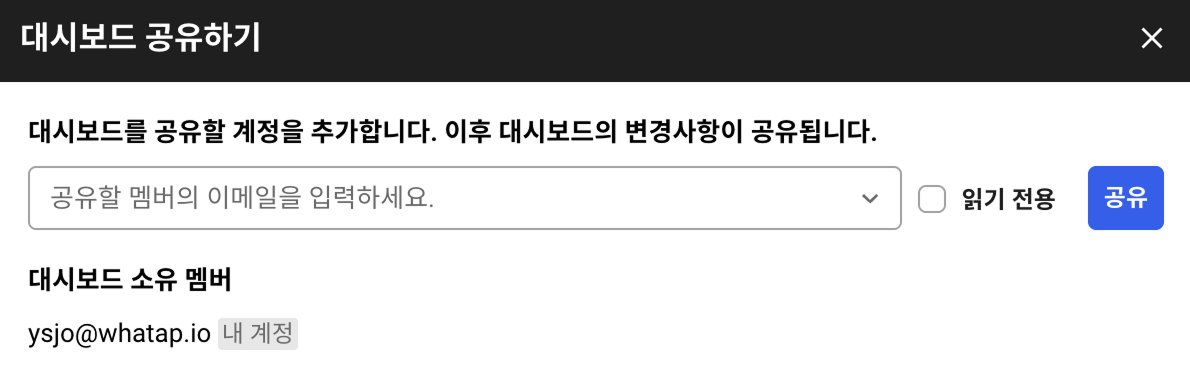 대시보드 공유하기
대시보드를 공유할 계정을 추가합니다. 이후 대시보드의 변경사항이 공유됩니다.
공유할 멤버의 이메일을 입력하세요.
읽기 전용
공유
대시보드 소유 멤버
ysjo@whatap.io 내 계정